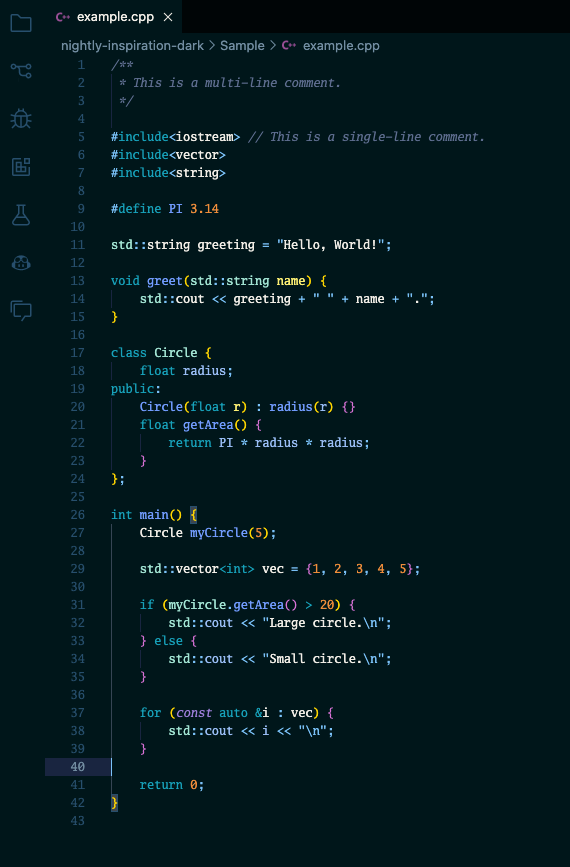 example.cpp
nightly-inspiration-dark > Sample > example.cpp
1 /**
2  * This is a multi-line comment.
3  */
4
5 #include<iostream> // This is a single-line comment.
6 #include<vector>
7 #include<string>
8
9 #define PI 3.14
10
11 std::string greeting = "Hello, World!";
12
13 void greet(std::string name) {
14     std::cout << greeting + " " + name + ".";
15 }
16
17 class Circle {
18     float radius;
19 public:
20     Circle(float r) : radius(r) {}
21     float getArea() {
22         return PI * radius * radius;
23     }
24 };
25
26 int main() {
27     Circle myCircle(5);
28
29     std::vector<int> vec = {1, 2, 3, 4, 5};
30
31     if (myCircle.getArea() > 20) {
32         std::cout << "Large circle.\n";
33     } else {
34         std::cout << "Small circle.\n";
35     }
36
37     for (const auto &i : vec) {
38         std::cout << i << "\n";
39     }
40
41     return 0;
42 }
43